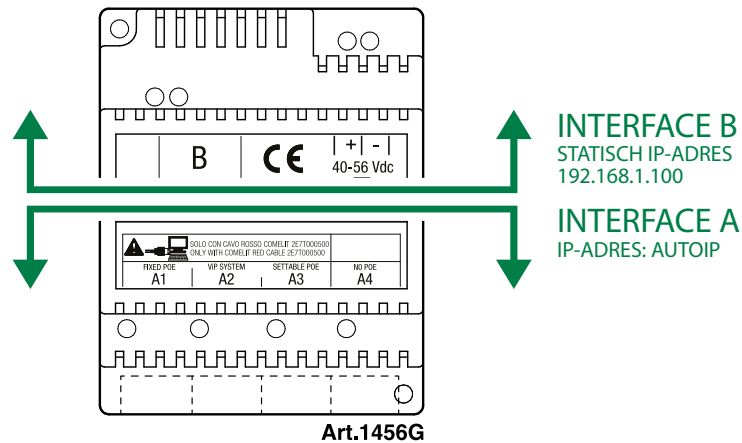 INTERFACE B
STATISCH IP-ADRES
192.168.1.100
B CE + -
40-56 Vdc
INTERFACE A
IP-ADRES: AUTOIP
SOLO CON CAVO ROSSO COMELIT 2E7T000500
ONLY WITH COMELIT RED CABLE 2E7T000500
FIXED POE VIP SYSTEM SETTABLE POE NO POE
A1 A2 A3 A4
Art.1456G